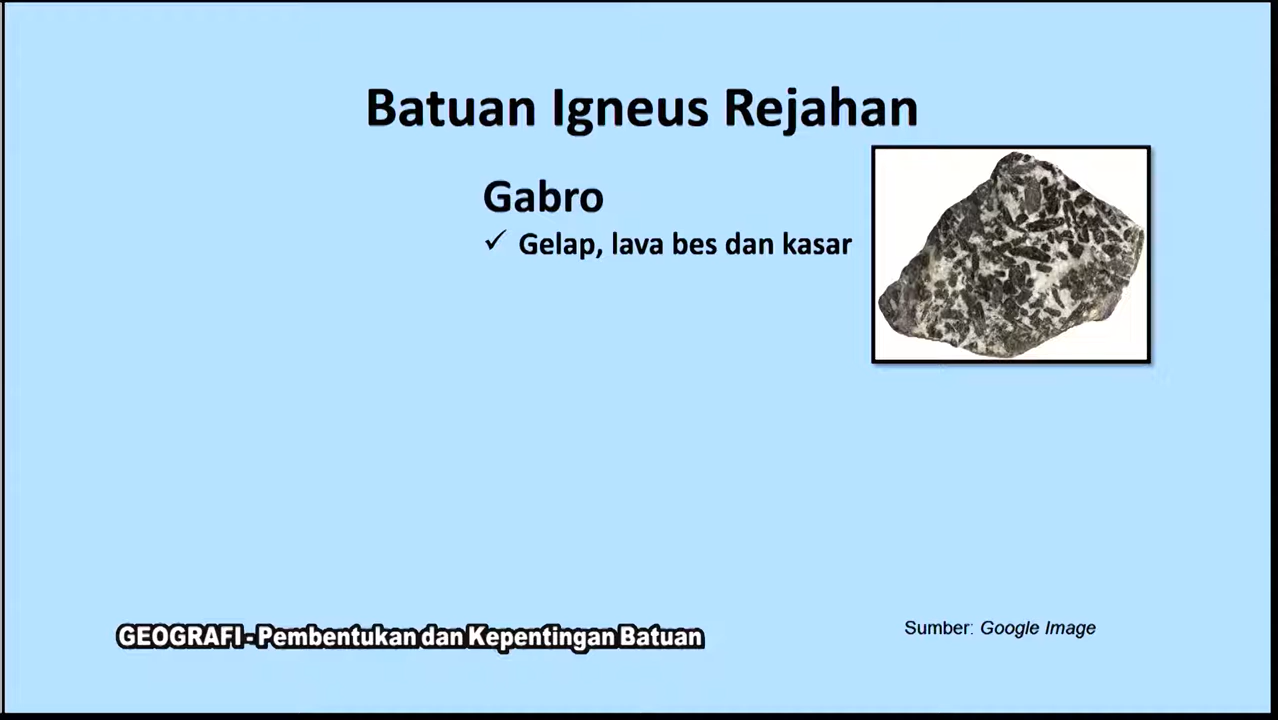 Batuan Igneus Rejahan
Gabro
✓ Gelap, lava bes dan kasar
GEOGRAFI - Pembentukan dan Kepentingan Batuan
Sumber: Google Image